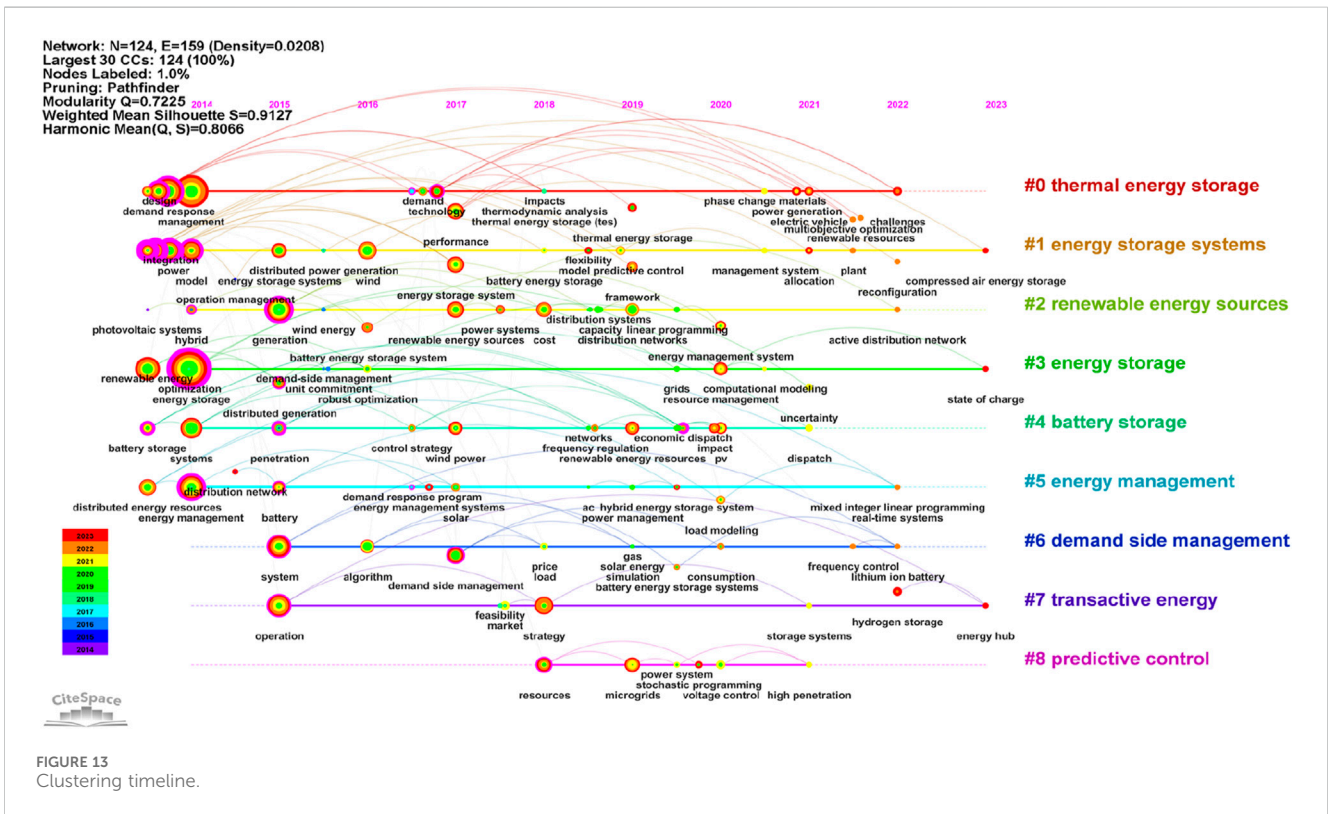 Network: N=124, E=159 (Density=0.0208)
Largest 30 CCs: 124 (100%)
Nodes Labeled: 1.0%
Pruning: Pathfinder
Modularity Q=0.7225
Weighted Mean Silhouette S=0.9127
Harmonic Mean(Q, S)=0.8066
2014 2015 2016 2017 2018 2019 2020 2021 2022 2023
#0 thermal energy storage
design demand impacts phase change materials
demand response technology thermodynamic analysis power generation
management thermal energy storage (tes) electric vehicle challenges
multiobjective optimization
performance thermal energy storage renewable resources
#1 energy storage systems
integration flexibility
power distributed power generation model predictive control management system plant
model energy storage systems wind battery energy storage allocation compressed air energy storage
reconfiguration
operation management energy storage system framework
#2 renewable energy sources
distribution systems
photovoltaic systems wind energy power systems capacity linear programming
hybrid generation renewable energy sources cost distribution networks active distribution network
battery energy storage system energy management system
#3 energy storage
renewable energy demand-side management
optimization unit commitment grids computational modeling
energy storage robust optimization resource management state of charge
distributed generation uncertainty
#4 battery storage
networks economic dispatch
battery storage control strategy frequency regulation impact
systems penetration wind power renewable energy resources pv dispatch
#5 energy management
distribution network demand response program
distributed energy resources energy management systems ac hybrid energy storage system mixed integer linear programming
energy management battery solar power management real-time systems
load modeling
#6 demand side management
gas
price solar energy frequency control
system algorithm load simulation consumption lithium ion battery
demand side management battery energy storage systems
#7 transactive energy
feasibility
market hydrogen storage
operation strategy storage systems energy hub
#8 predictive control
power system
stochastic programming
resources microgrids voltage control high penetration
2023
2022
2021
2020
2019
2018
2017
2016
2015
2014
CiteSpace
FIGURE 13
Clustering timeline.